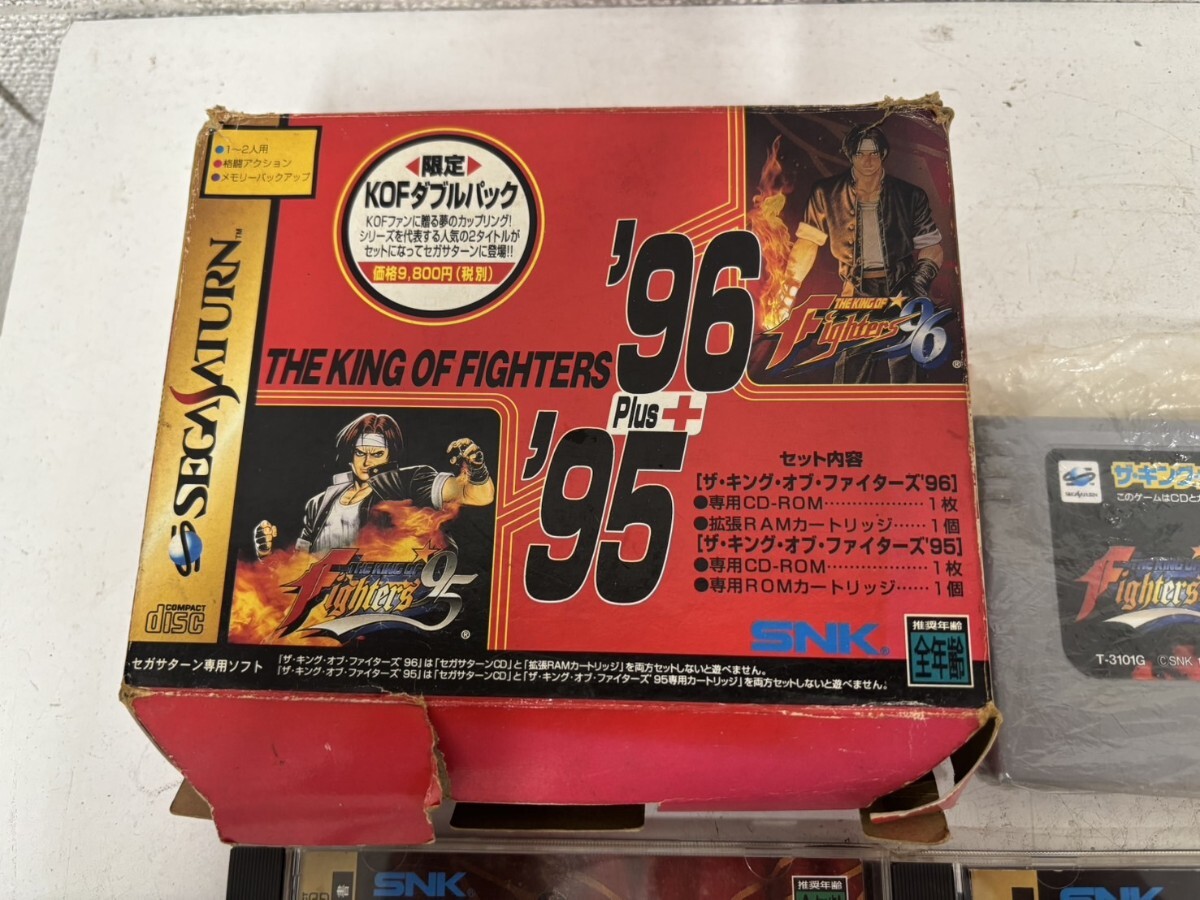 ●1～2人用
●格闘アクション
●メモリーバックアップ
SEGA SATURN™
COMPACT
disc
限定
KOFダブルパック
KOFファンに贈る夢のカップリング!
シリーズを代表する人気の2タイトルが
セットになってセガサターンに登場!!
価格9,800円(税別)
THE KING OF FIGHTERS '96
Plus+
'95
THE KING OF
Fighters '96
®
THE KING OF
Fighters '95
®
セット内容
[ザ・キング・オブ・ファイターズ'96]
●専用CD-ROM………………1枚
●拡張RAMカートリッジ……1個
[ザ・キング・オブ・ファイターズ'95]
●専用CD-ROM………………1枚
●専用ROMカートリッジ……1個
SNK®
推奨年齢
全年齢
セガサターン専用ソフト
「ザ・キング・オブ・ファイターズ'96」は「セガサターンCD」と「拡張RAMカートリッジ」を両方セットしないと遊べません。
「ザ・キング・オブ・ファイターズ'95」は「セガサターンCD」と「ザ・キング・オブ・ファイターズ'95専用カートリッジ」を両方セットしないと遊べません。
SEGA SATURN
ザ・キング・
このゲームはCDと
THE KING OF
Fighters
T-3101G ©SNK
SNK
推奨年齢
SNK